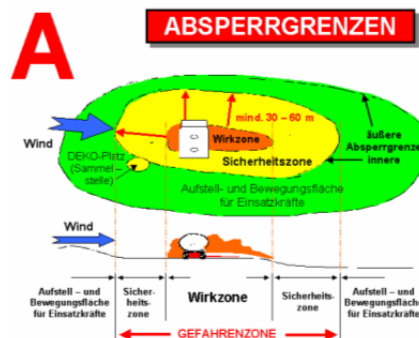 A
ABSPERRGRENZEN
Wind
mind. 30 – 60 m
Wirkzone
äußere
Absperrgrenze
innere
Sicherheitszone
DEKO-Platz
(Sammel –
stelle)
Aufstell - und Bewegungsfläche
für Einsatzkräfte
Wind
Aufstell – und
Bewegungsfläche
für Einsatzkräfte
Sicher-
heits-
zone
Wirkzone
Sicherheits-
zone
Aufstell – und
Bewegungsfläche
für Einsatzkräfte
GEFAHRENZONE